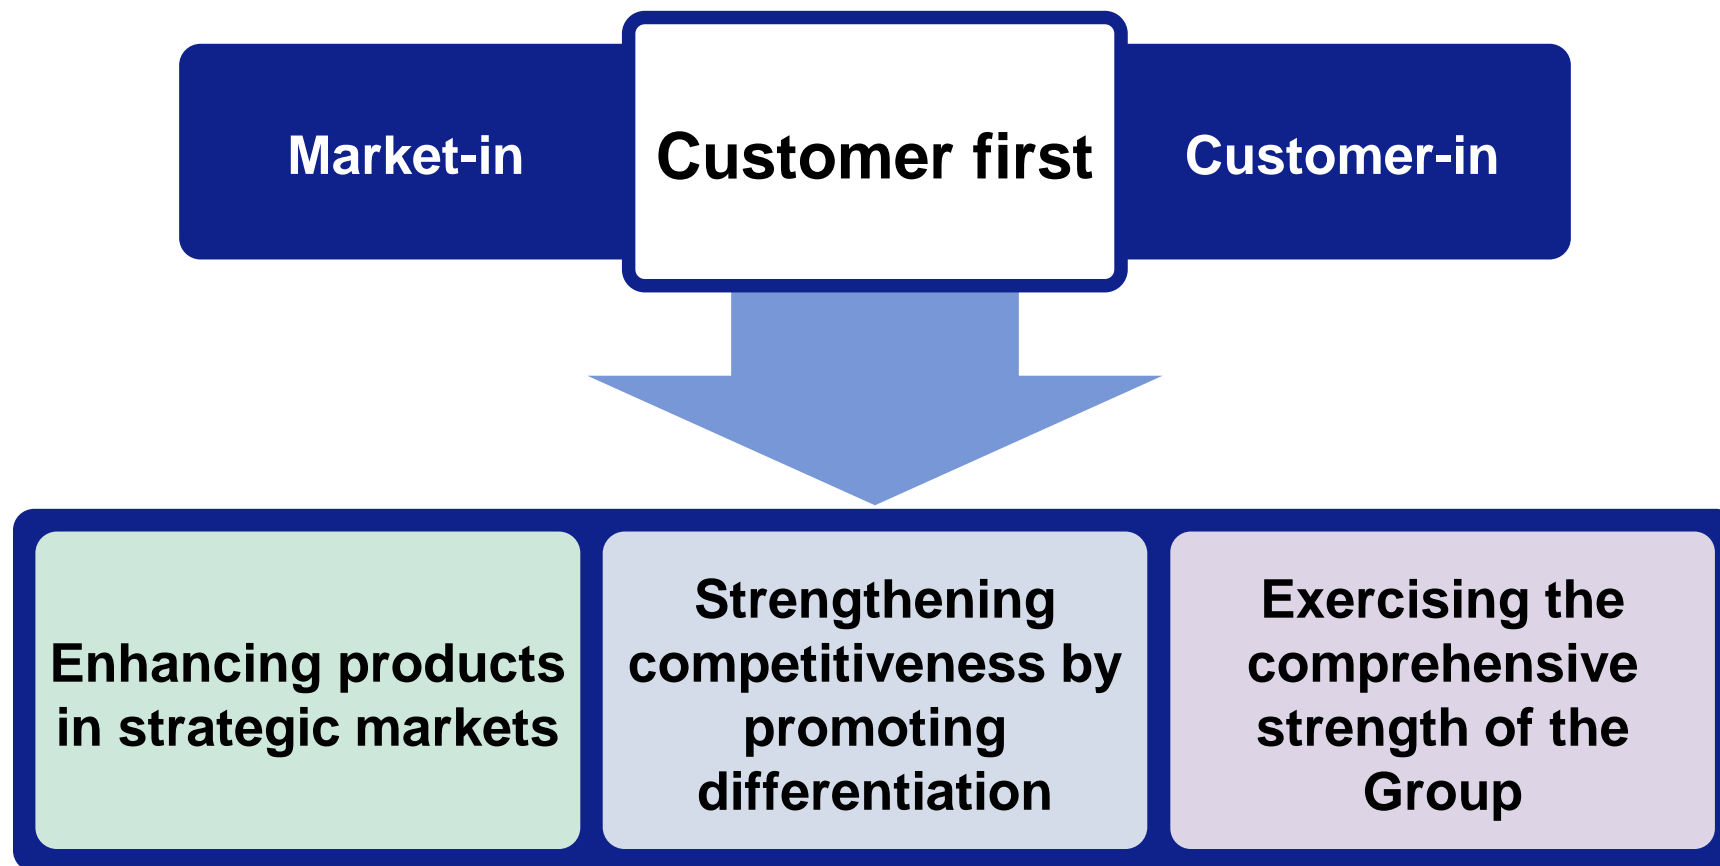 Market-in
Customer first
Customer-in
Enhancing products
in strategic markets
Strengthening
competitiveness by
promoting
differentiation
Exercising the
comprehensive
strength of the
Group